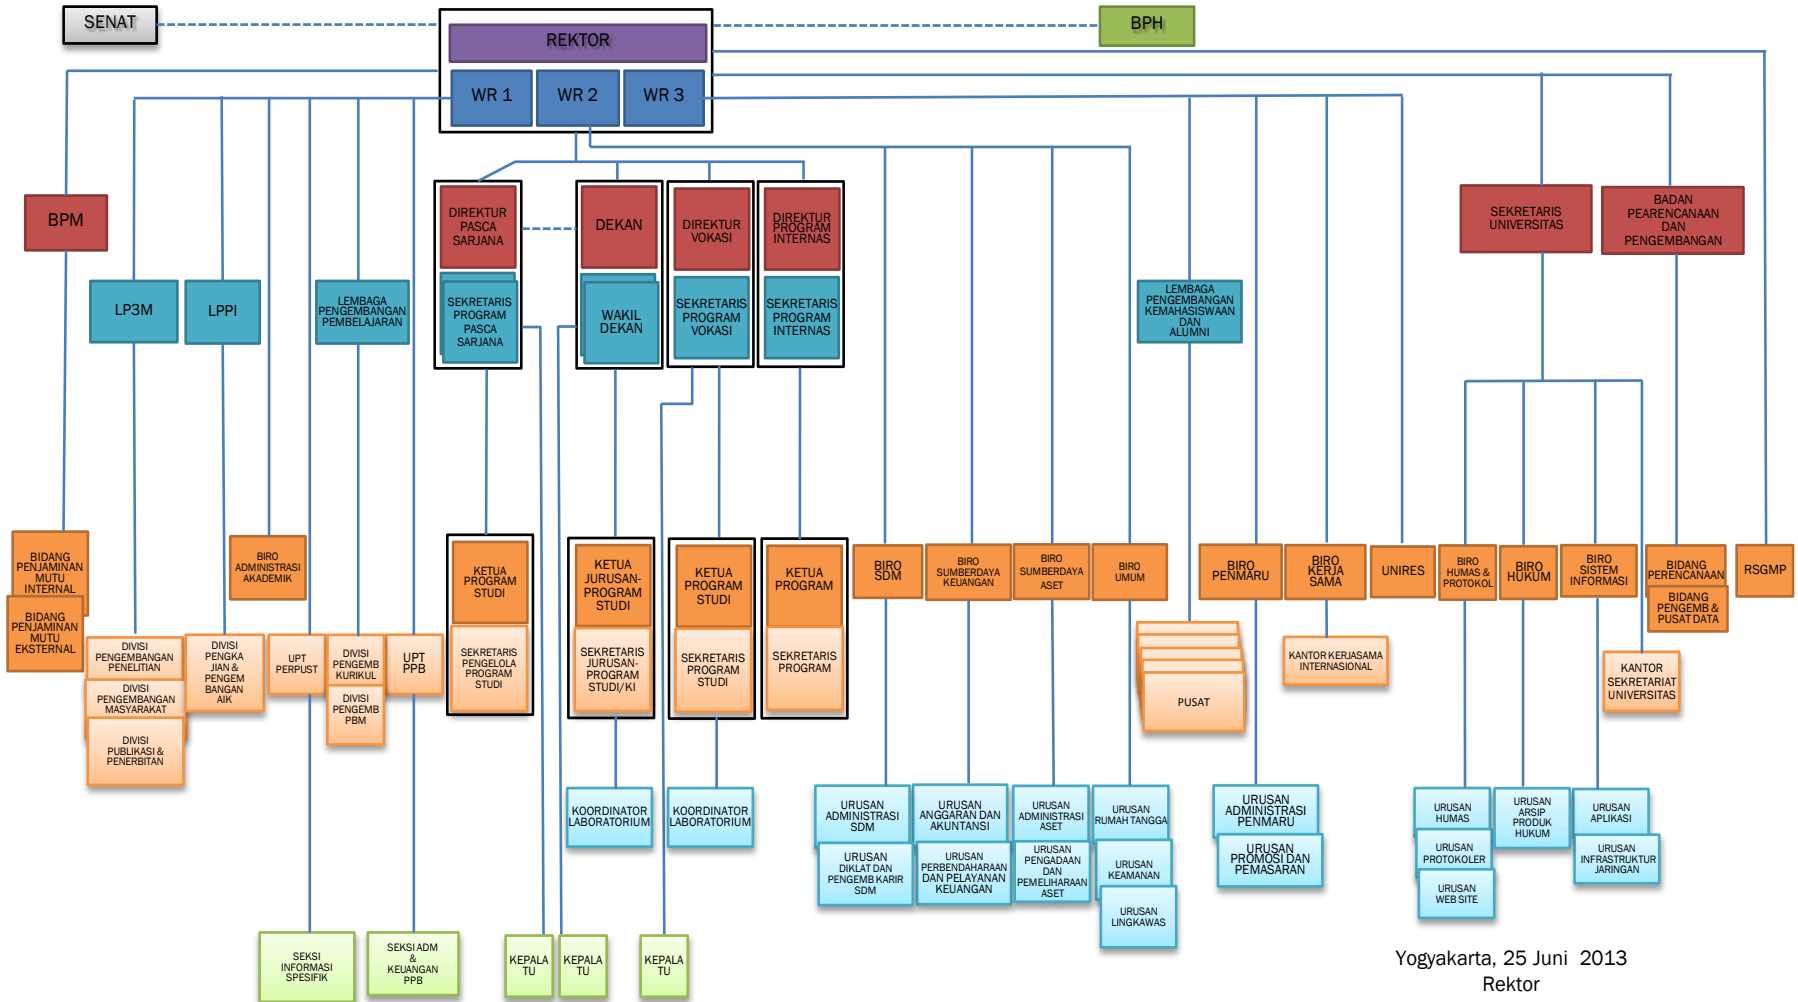 SENAT
BPH
REKTOR
WR 1
WR 2
WR 3
BPM
DIREKTUR
PASCA
SARJANA
DEKAN
DIREKTUR
VOKASI
DIREKTUR
PROGRAM
INTERNAS
SEKRETARIS
UNIVERSITAS
BADAN
PEARENCANAAN
DAN
PENGEMBANGAN
LP3M
LPPI
LEMBAGA
PENGEMBANGAN
PEMBELAJARAN
SEKRETARIS
PROGRAM
PASCA
SARJANA
WAKIL
DEKAN
SEKRETARIS
PROGRAM
VOKASI
SEKRETARIS
PROGRAM
INTERNAS
LEMBAGA
PENGEMBANGAN
KEMAHASISWAAN
DAN
ALUMNI
BIDANG
PENJAMINAN
MUTU
INTERNAL
BIDANG
PENJAMINAN
MUTU
EKSTERNAL
BIRO
ADMINISTRASI
AKADEMIK
KETUA
PROGRAM
STUDI
KETUA
JURUSAN-
PROGRAM
STUDI
KETUA
PROGRAM
STUDI
KETUA
PROGRAM
BIRO
SDM
BIRO
SUMBERDAYA
KEUANGAN
BIRO
SUMBERDAYA
ASET
BIRO
UMUM
BIRO
PENMARU
BIRO
KERJA
SAMA
UNIRES
BIRO
HUMAS &
PROTOKOL
BIRO
HUKUM
BIRO
SISTEM
INFORMASI
BIDANG
PERENCANAAN
BIDANG
PENGEMB &
PUSAT DATA
RSGMP
DIVISI
PENGEMBANGAN
PENELITIAN
DIVISI
PENGEMBANGAN
MASYARAKAT
DIVISI
PUBLIKASI &
PENERBITAN
DIVISI
PENGKA
JIAN &
PENGEM
BANGAN
AIK
UPT
PERPUST
DIVISI
PENGEMB
KURIKUL
DIVISI
PENGEMB
PBM
UPT
PPB
SEKRETARIS
PENGELOLA
PROGRAM
STUDI
SEKRETARIS
JURUSAN-
PROGRAM
STUDI/KI
SEKRETARIS
PROGRAM
STUDI
SEKRETARIS
PROGRAM
PUSAT
KANTOR KERJASAMA
INTERNASIONAL
KANTOR
SEKRETARIAT
UNIVERSITAS
KOORDINATOR
LABORATORIUM
KOORDINATOR
LABORATORIUM
URUSAN
ADMINISTRASI
SDM
URUSAN
DIKLAT DAN
PENGEMB KARIR
SDM
URUSAN
ANGGARAN DAN
AKUNTANSI
URUSAN
PERBENDAHARAAN
DAN PELAYANAN
KEUANGAN
URUSAN
ADMINISTRASI
ASET
URUSAN
PENGADAAN
DAN
PEMELIHARAAN
ASET
URUSAN
RUMAH TANGGA
URUSAN
KEAMANAN
URUSAN
LINGKAWAS
URUSAN
ADMINISTRASI
PENMARU
URUSAN
PROMOSI DAN
PEMASARAN
URUSAN
HUMAS
URUSAN
PROTOKOLER
URUSAN
WEB SITE
URUSAN
ARSIP
PRODUK
HUKUM
URUSAN
APLIKASI
URUSAN
INFRASTRUKTUR
JARINGAN
SEKSI
INFORMASI
SPESIFIK
SEKSI ADM
&
KEUANGAN
PPB
KEPALA
TU
KEPALA
TU
KEPALA
TU
Yogyakarta, 25 Juni 2013
Rektor